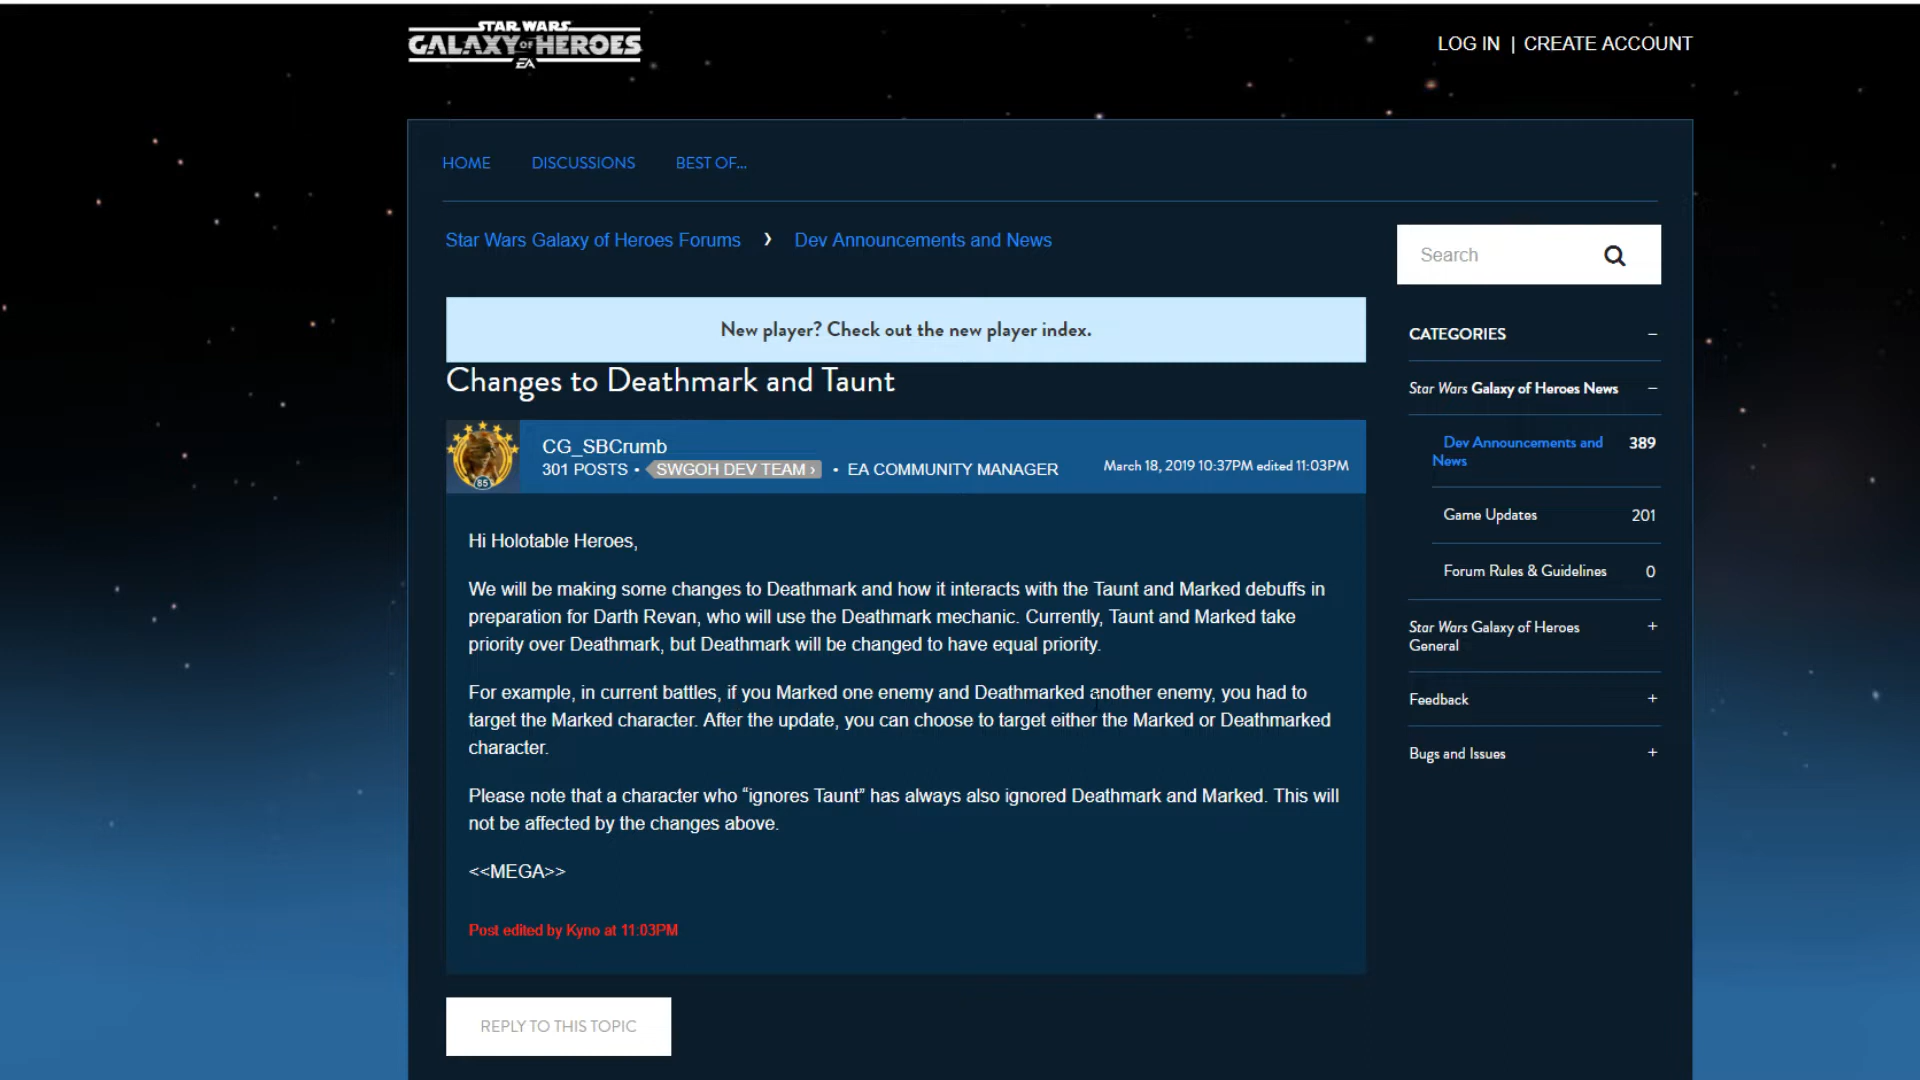 STAR WARS
GALAXY OF HEROES
EA
LOG IN | CREATE ACCOUNT
HOME DISCUSSIONS BEST OF...
Star Wars Galaxy of Heroes Forums › Dev Announcements and News
Search
New player? Check out the new player index.
Changes to Deathmark and Taunt
85
CG_SBCrumb
301 POSTS • SWGOH DEV TEAM › • EA COMMUNITY MANAGER
March 18, 2019 10:37PM edited 11:03PM
Hi Holotable Heroes,
We will be making some changes to Deathmark and how it interacts with the Taunt and Marked debuffs in
preparation for Darth Revan, who will use the Deathmark mechanic. Currently, Taunt and Marked take
priority over Deathmark, but Deathmark will be changed to have equal priority.
For example, in current battles, if you Marked one enemy and Deathmarked another enemy, you had to
target the Marked character. After the update, you can choose to target either the Marked or Deathmarked
character.
Please note that a character who “ignores Taunt” has always also ignored Deathmark and Marked. This will
not be affected by the changes above.
<<MEGA>>
Post edited by Kyno at 11:03PM
REPLY TO THIS TOPIC
CATEGORIES −
Star Wars Galaxy of Heroes News −
Dev Announcements and 389
News
Game Updates 201
Forum Rules & Guidelines 0
Star Wars Galaxy of Heroes +
General
Feedback +
Bugs and Issues +